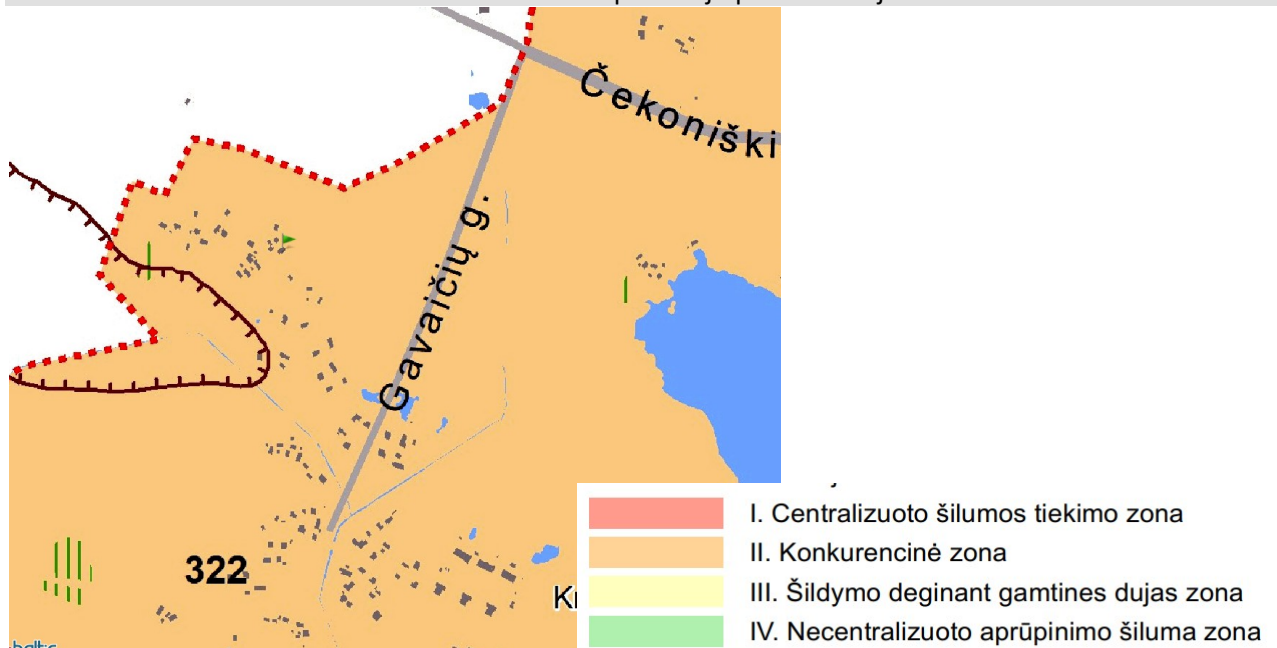 Čekoniški
Gavaičių g.
322
I. Centralizuoto šilumos tiekimo zona
II. Konkurencinė zona
III. Šildymo deginant gamtines dujas zona
IV. Necentralizuoto aprūpinimo šiluma zona